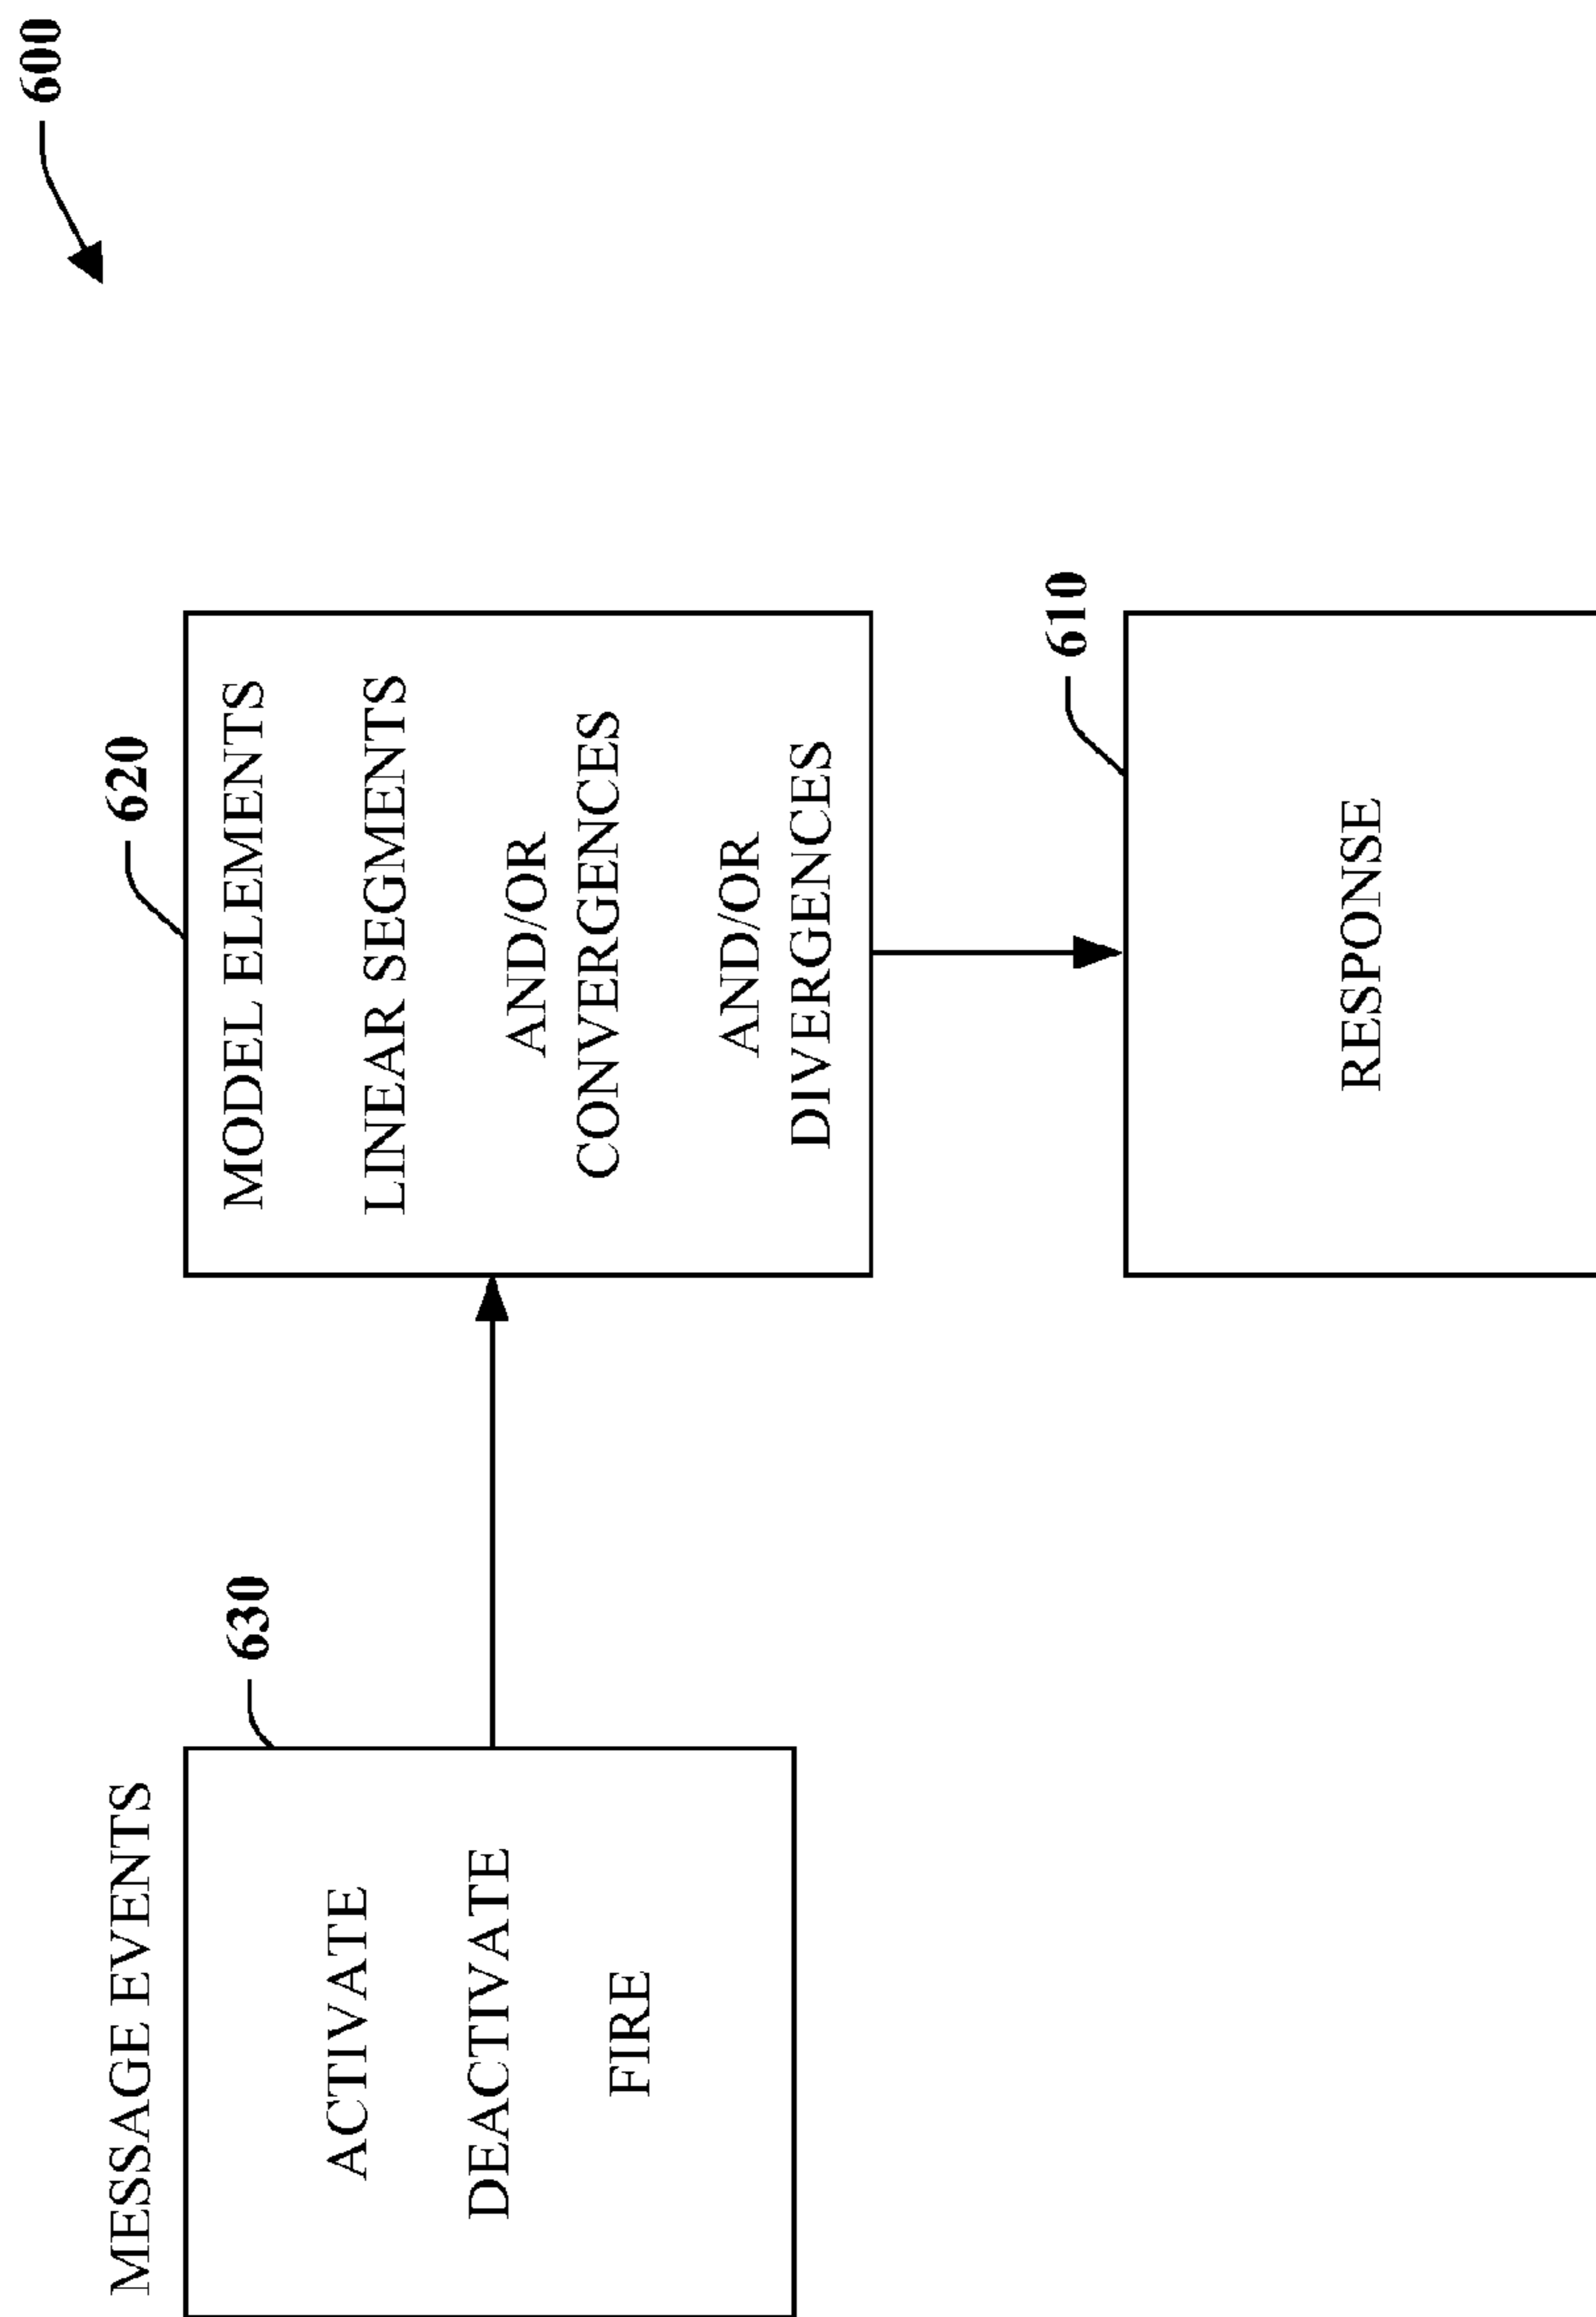 600
MESSAGE EVENTS
630
ACTIVATE
DEACTIVATE
FIRE
620
MODEL ELEMENTS
LINEAR SEGMENTS
AND/OR
CONVERGENCES
AND/OR
DIVERGENCES
610
RESPONSE